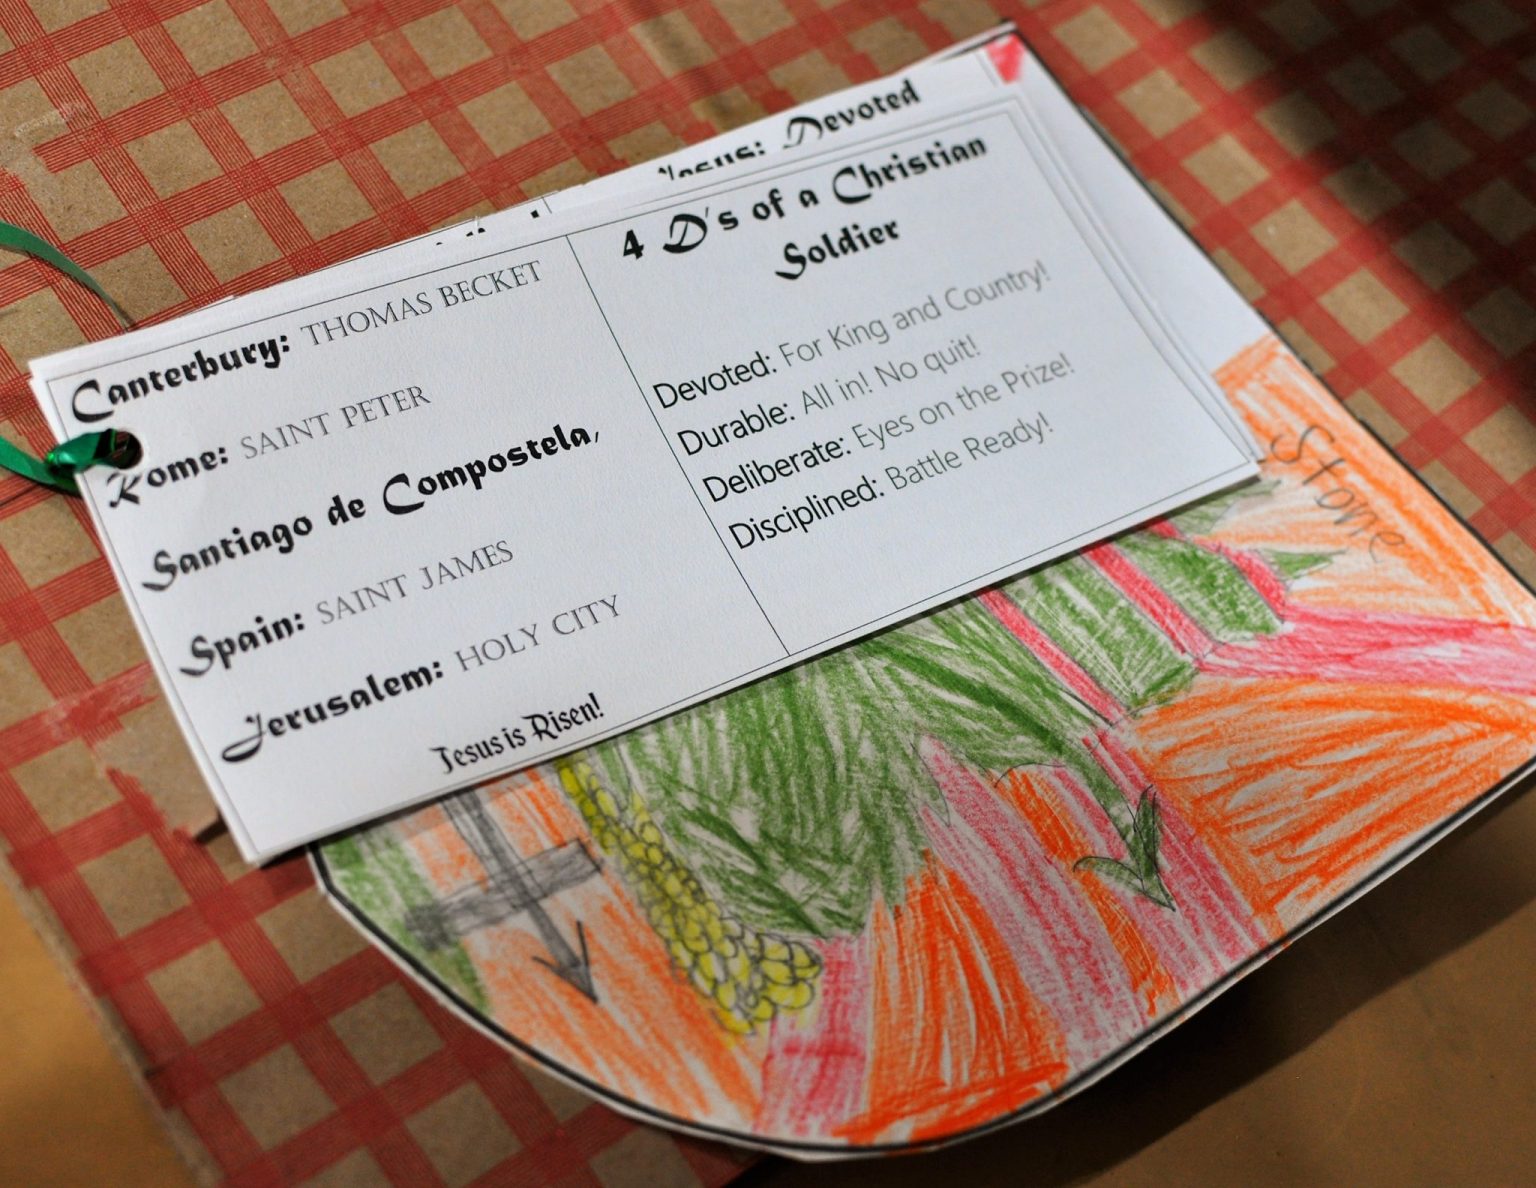 Jesus: Devoted
Canterbury: THOMAS BECKET
Rome: SAINT PETER
Santiago de Compostela,
Spain: SAINT JAMES
Jerusalem: HOLY CITY
Jesus is Risen!
4 D's of a Christian
Soldier
Devoted: For King and Country!
Durable: All in! No quit!
Deliberate: Eyes on the Prize!
Disciplined: Battle Ready!
Stone